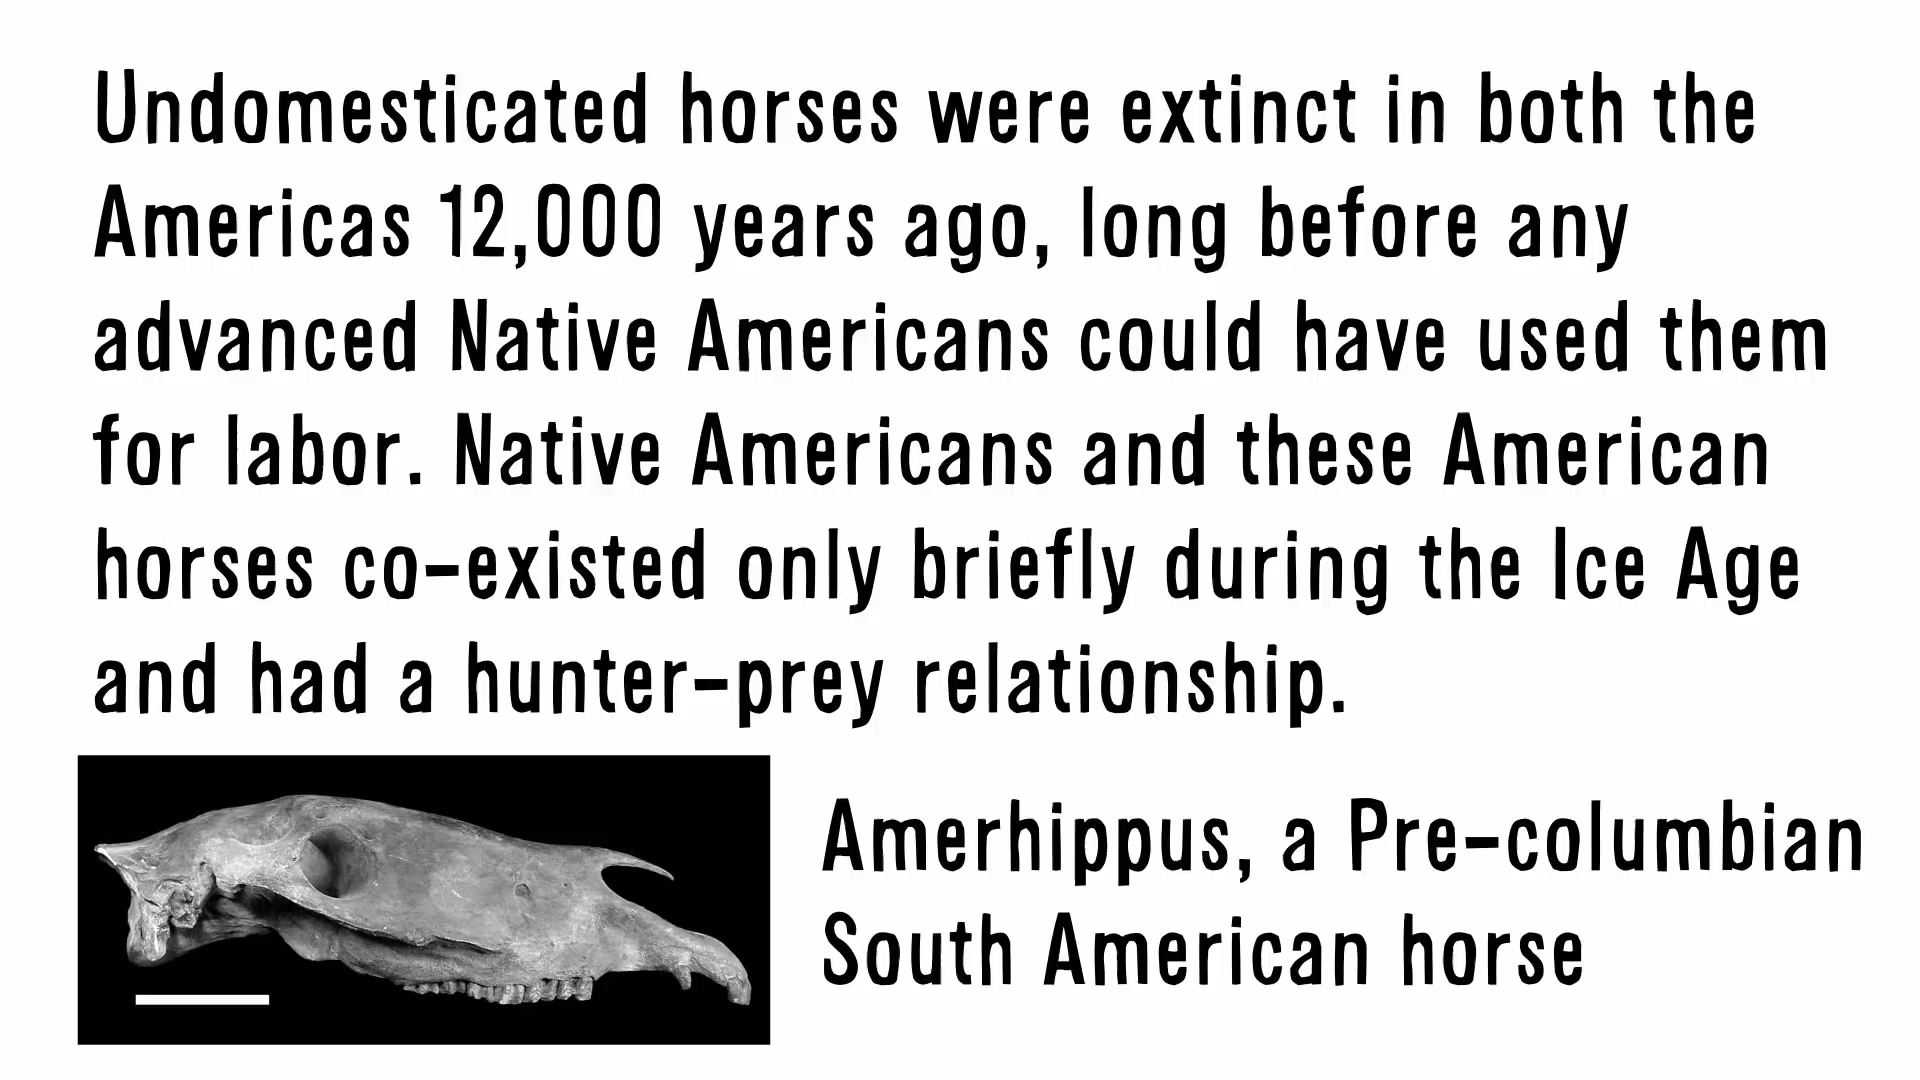 Undomesticated horses were extinct in both the
Americas 12,000 years ago, long before any
advanced Native Americans could have used them
for labor. Native Americans and these American
horses co-existed only briefly during the Ice Age
and had a hunter-prey relationship.
Amerhippus, a Pre-columbian
South American horse